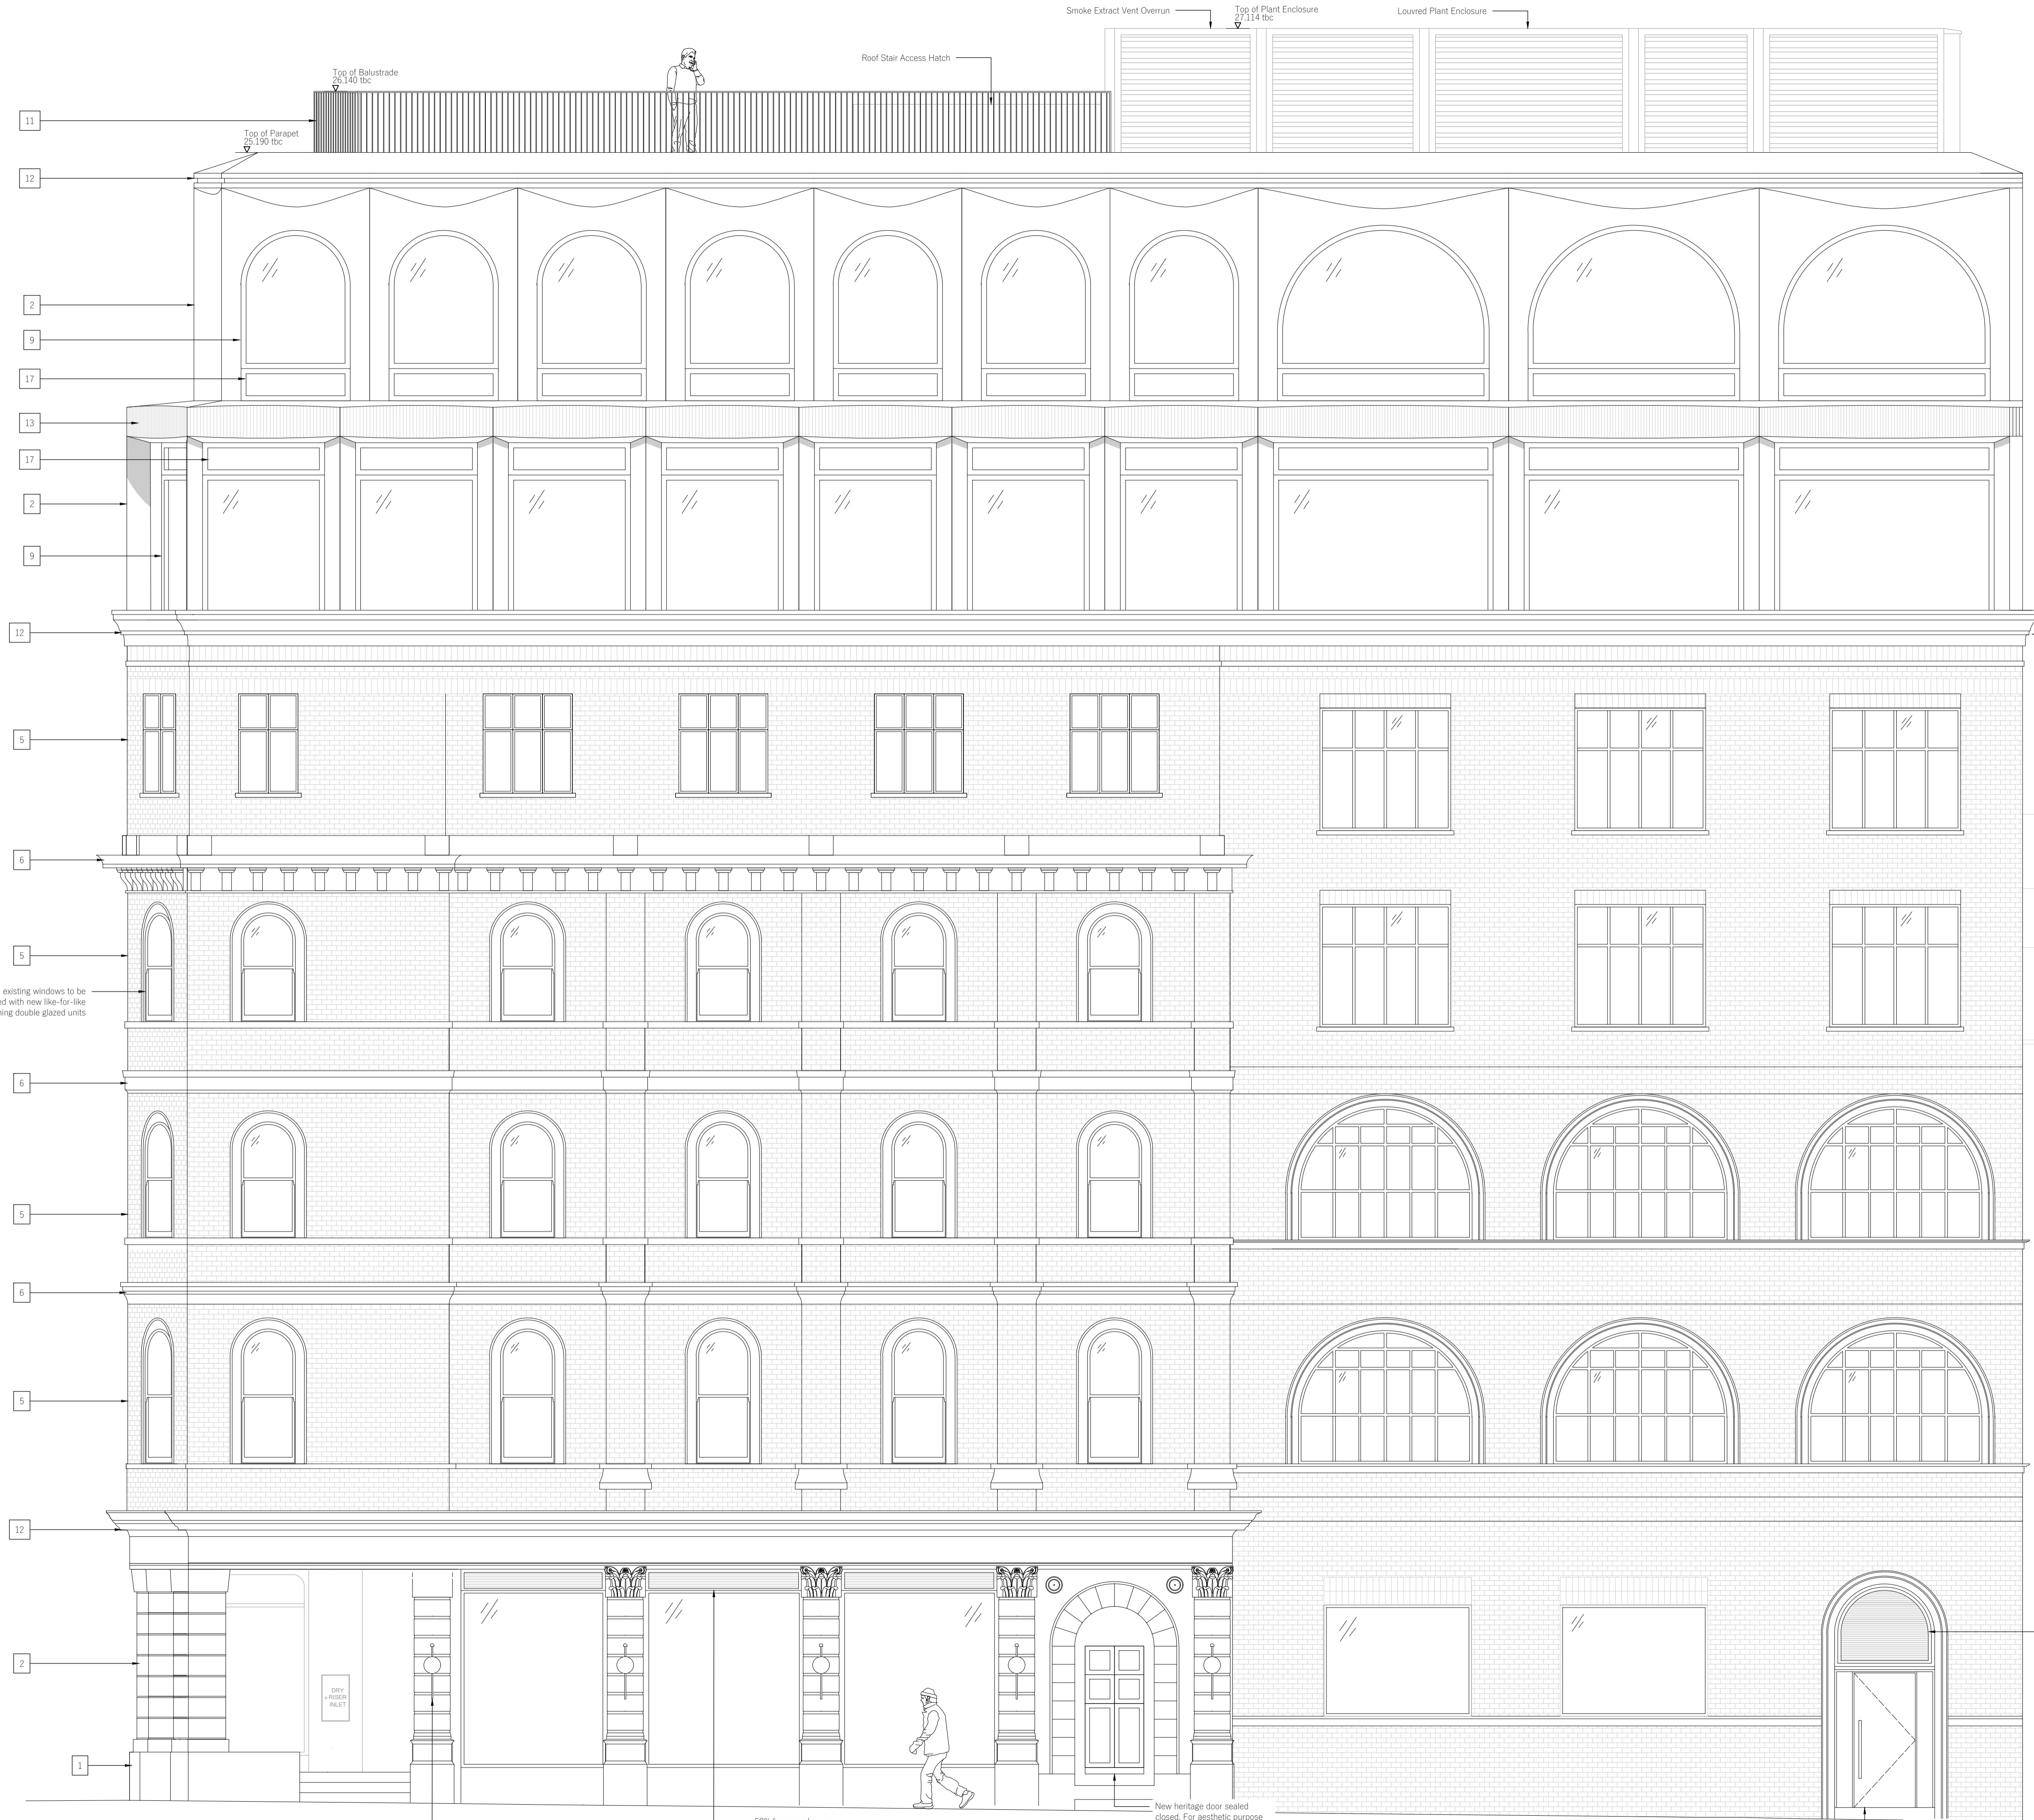 Smoke Extract Vent Overrun
Top of Plant Enclosure
27.114 tbc
Louvred Plant Enclosure
Roof Stair Access Hatch
Top of Balustrade
26.140 tbc
11
Top of Parapet
25.190 tbc
12
2
9
17
13
17
2
9
12
5
6
5
existing windows to be
ed with new like-for-like
ning double glazed units
6
5
6
5
12
2
DRY
RISER
INLET
1
New heritage door sealed
closed. For aesthetic purpose